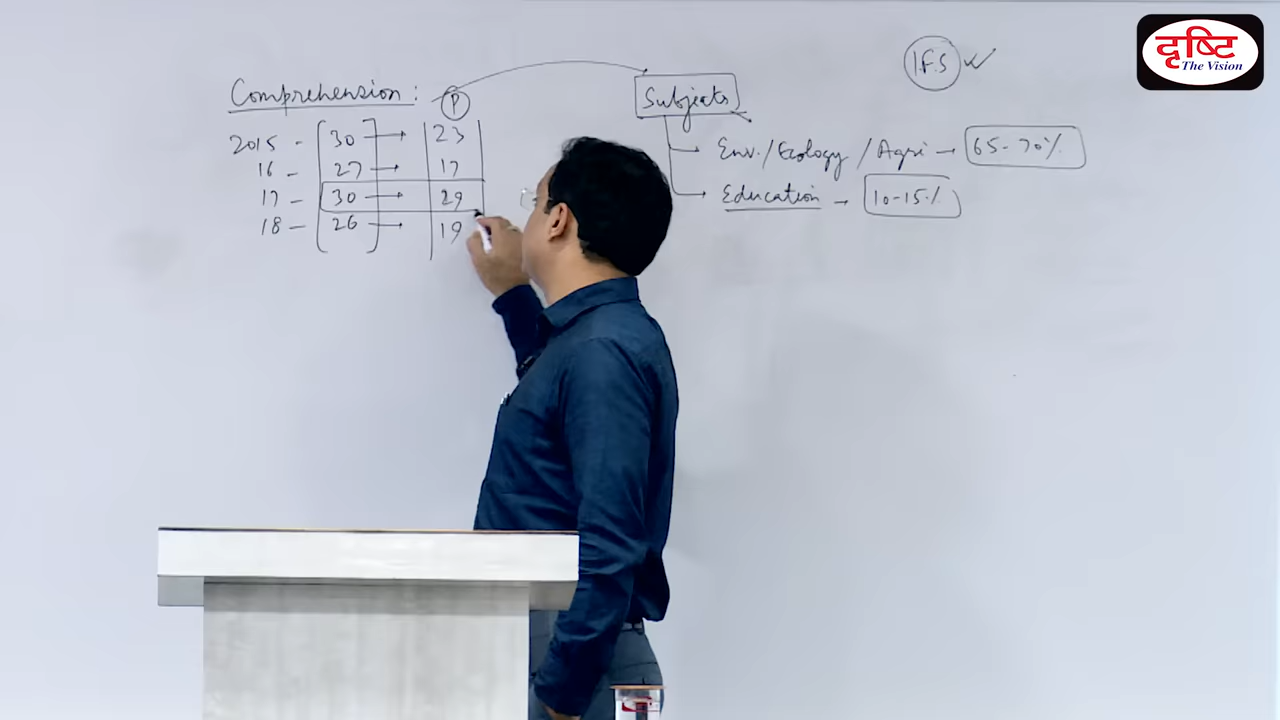 दृष्टि
The Vision
I.F.S
Comprehension :
P
2015 - 30 → 23
16 - 27 → 17
17 - 30 → 29
18 - 26 → 19
Subjects
Env. / Ecology / Agri → 65-70%
Education → 10-15%